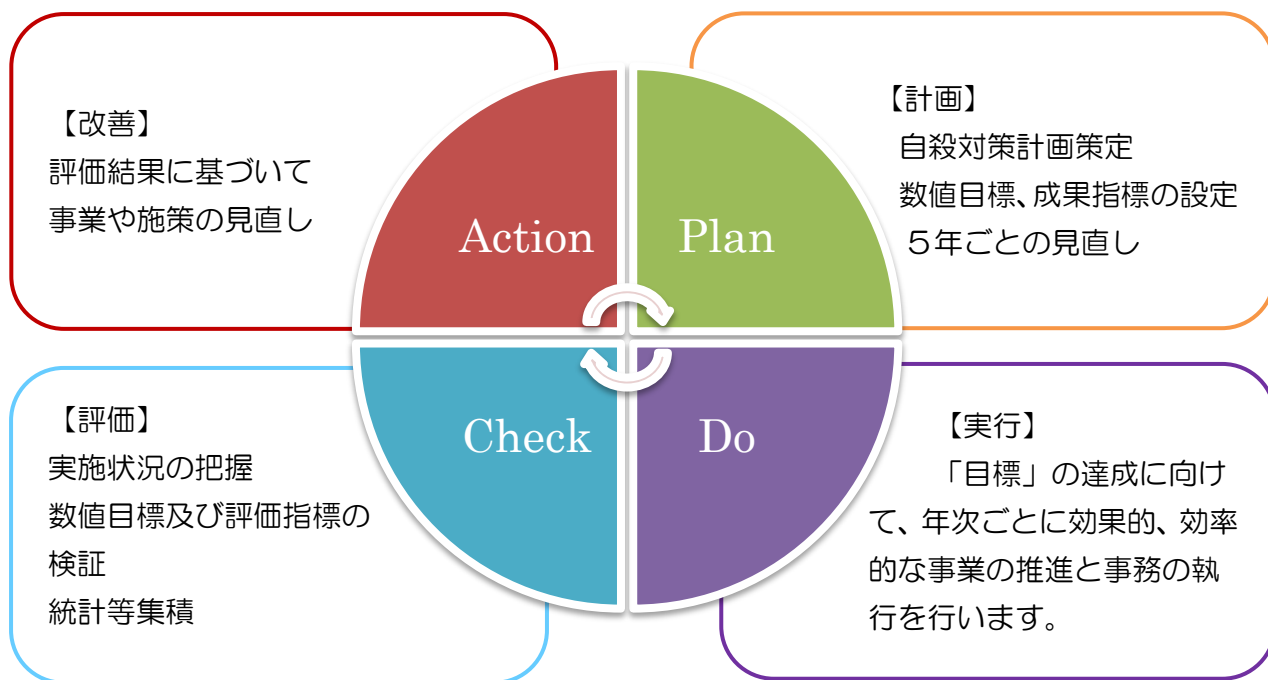 【改善】
評価結果に基づいて
事業や施策の見直し
Action
Plan
【計画】
自殺対策計画策定
数値目標、成果指標の設定
５年ごとの見直し
【評価】
実施状況の把握
数値目標及び評価指標の
検証
統計等集積
Check
Do
【実行】
「目標」の達成に向け
て、年次ごとに効果的、効率
的な事業の推進と事務の執
行を行います。